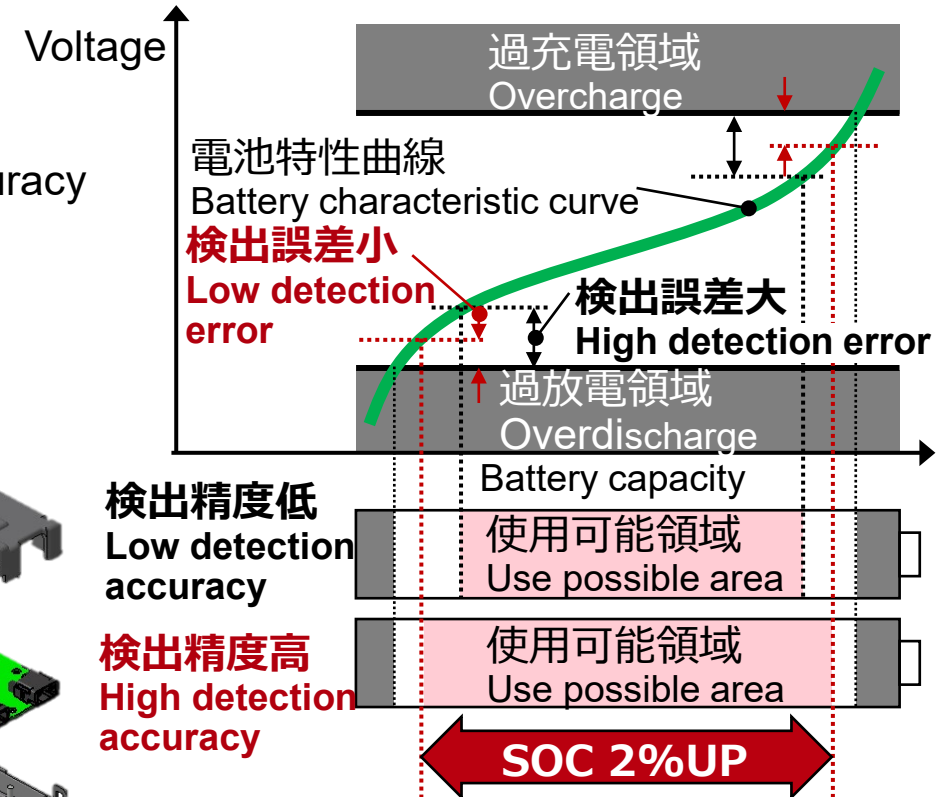 Voltage
過充電領域
Overcharge
uracy
電池特性曲線
Battery characteristic curve
検出誤差小
Low detection
error
検出誤差大
High detection error
過放電領域
Overdischarge
Battery capacity
検出精度低
Low detection
accuracy
使用可能領域
Use possible area
検出精度高
High detection
accuracy
使用可能領域
Use possible area
SOC 2%UP